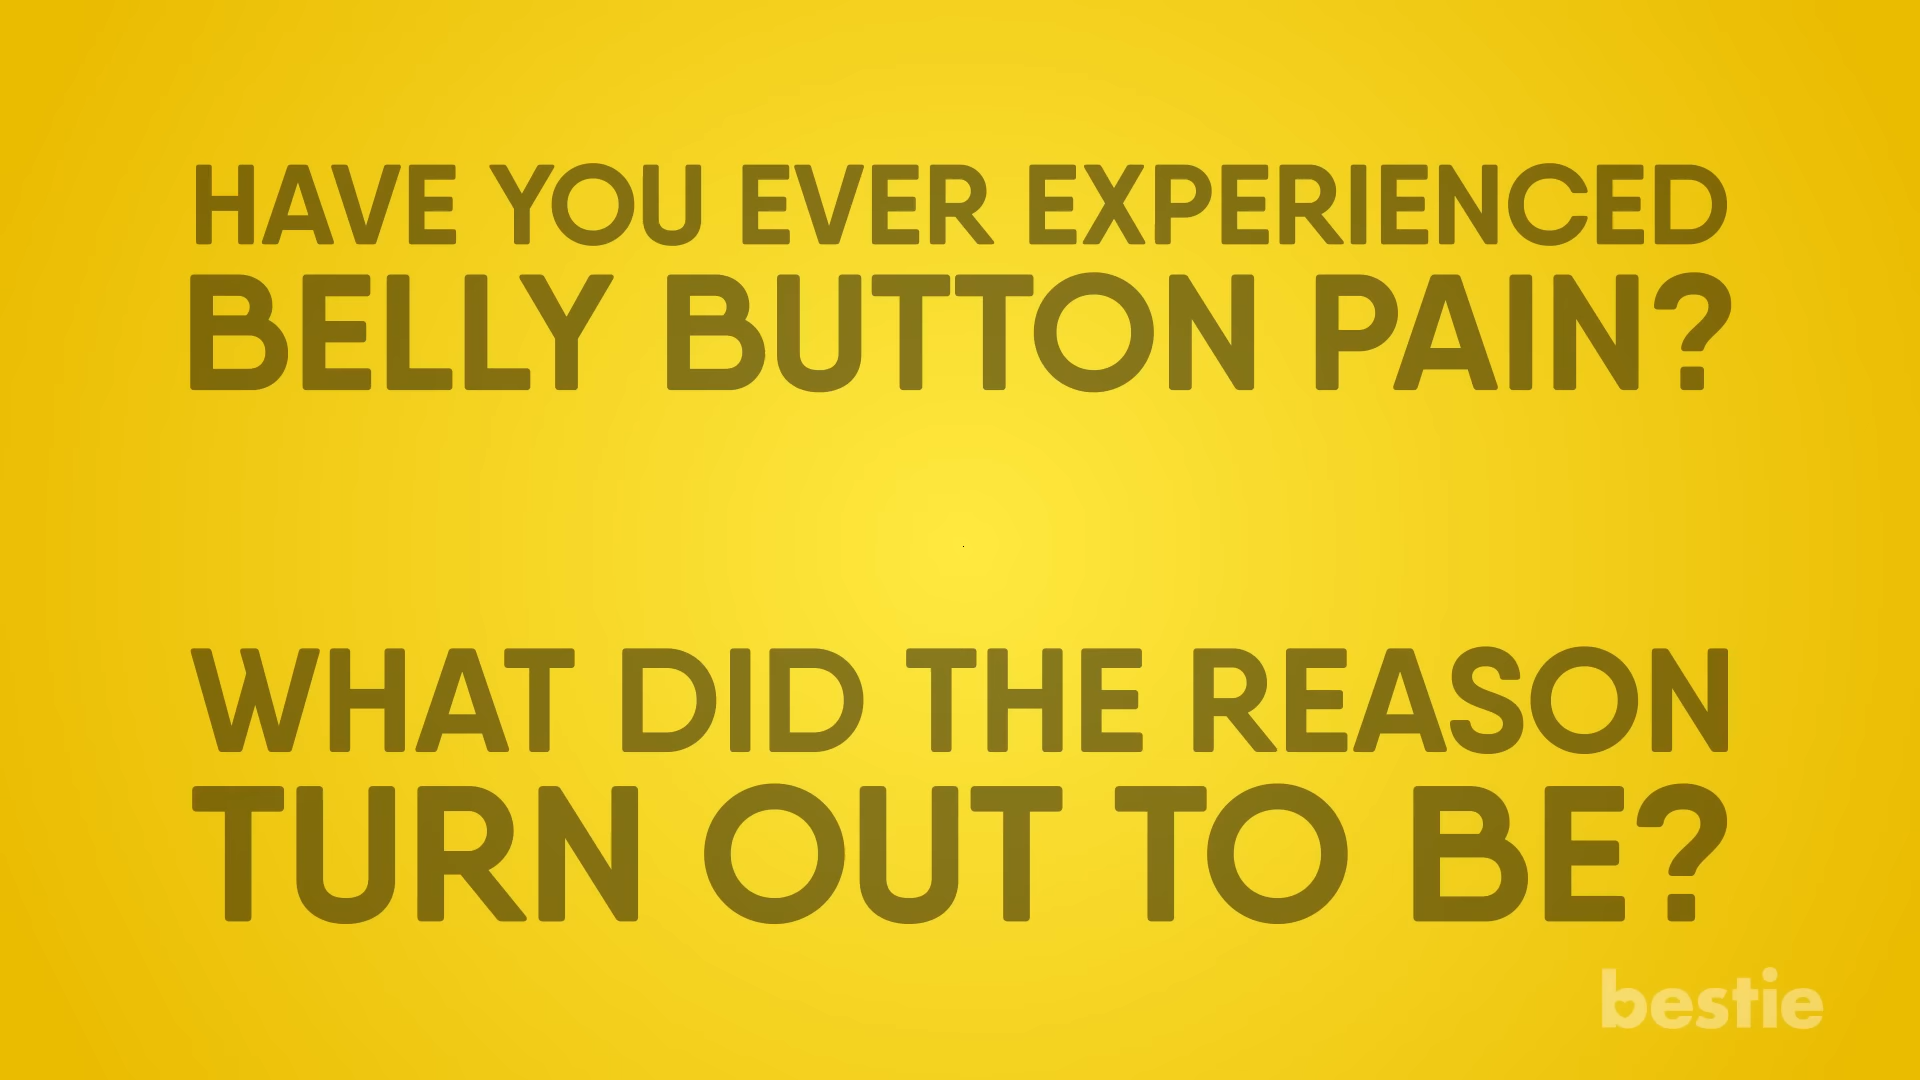 HAVE YOU EVER EXPERIENCED
BELLY BUTTON PAIN?
WHAT DID THE REASON
TURN OUT TO BE?
bestie